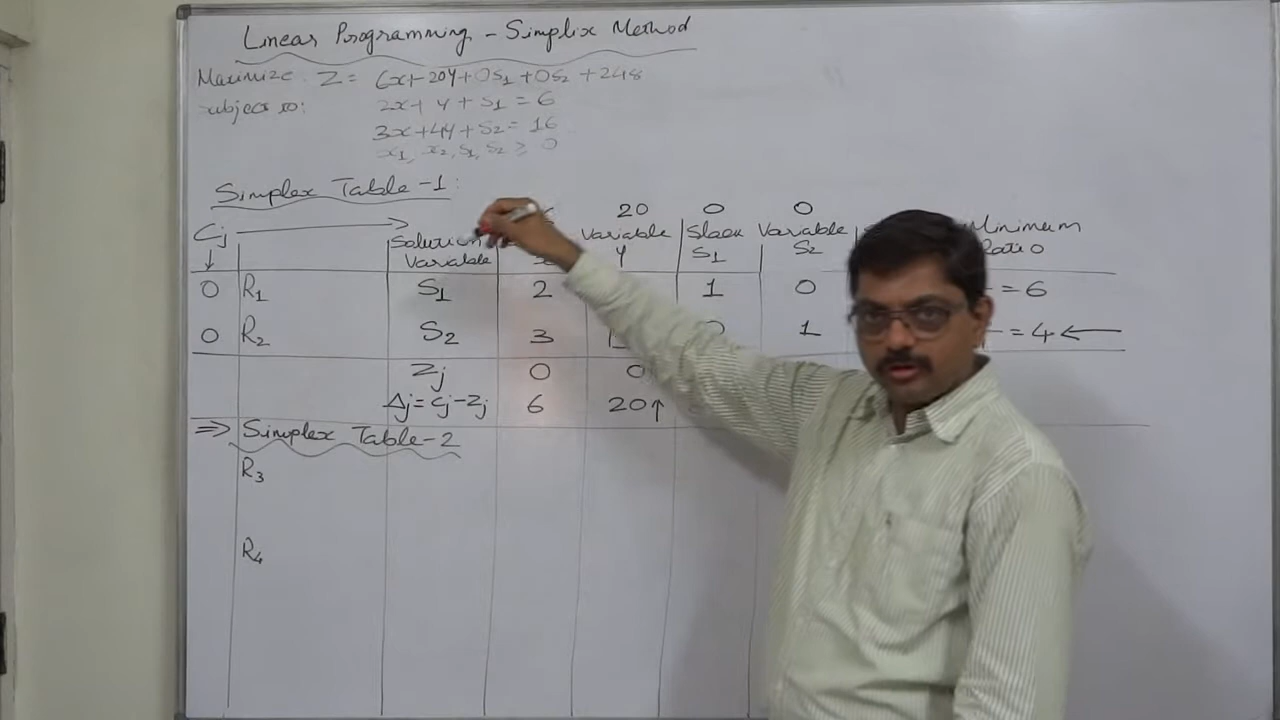 Linear Programming - Simplix Method
Maximize Z = 6x+20Y+0S1+0S2+248
subject to: 2x+ Y + S1 = 6
3x+4Y+S2 = 16
x1, x2, S1, S2 ≥ 0
Simplex Table -1:
20 0 0
Cj → Solution Variable Slack Variable Minimum
↓ Variable x Y S1 S2 Ratio
0 R1 S1 2 1 0 = 6
0 R2 S2 3 1 = 4 ←
Zj 0 0
Δj = Cj - Zj 6 20↑
⇒ Simplex Table-2
R3
R4